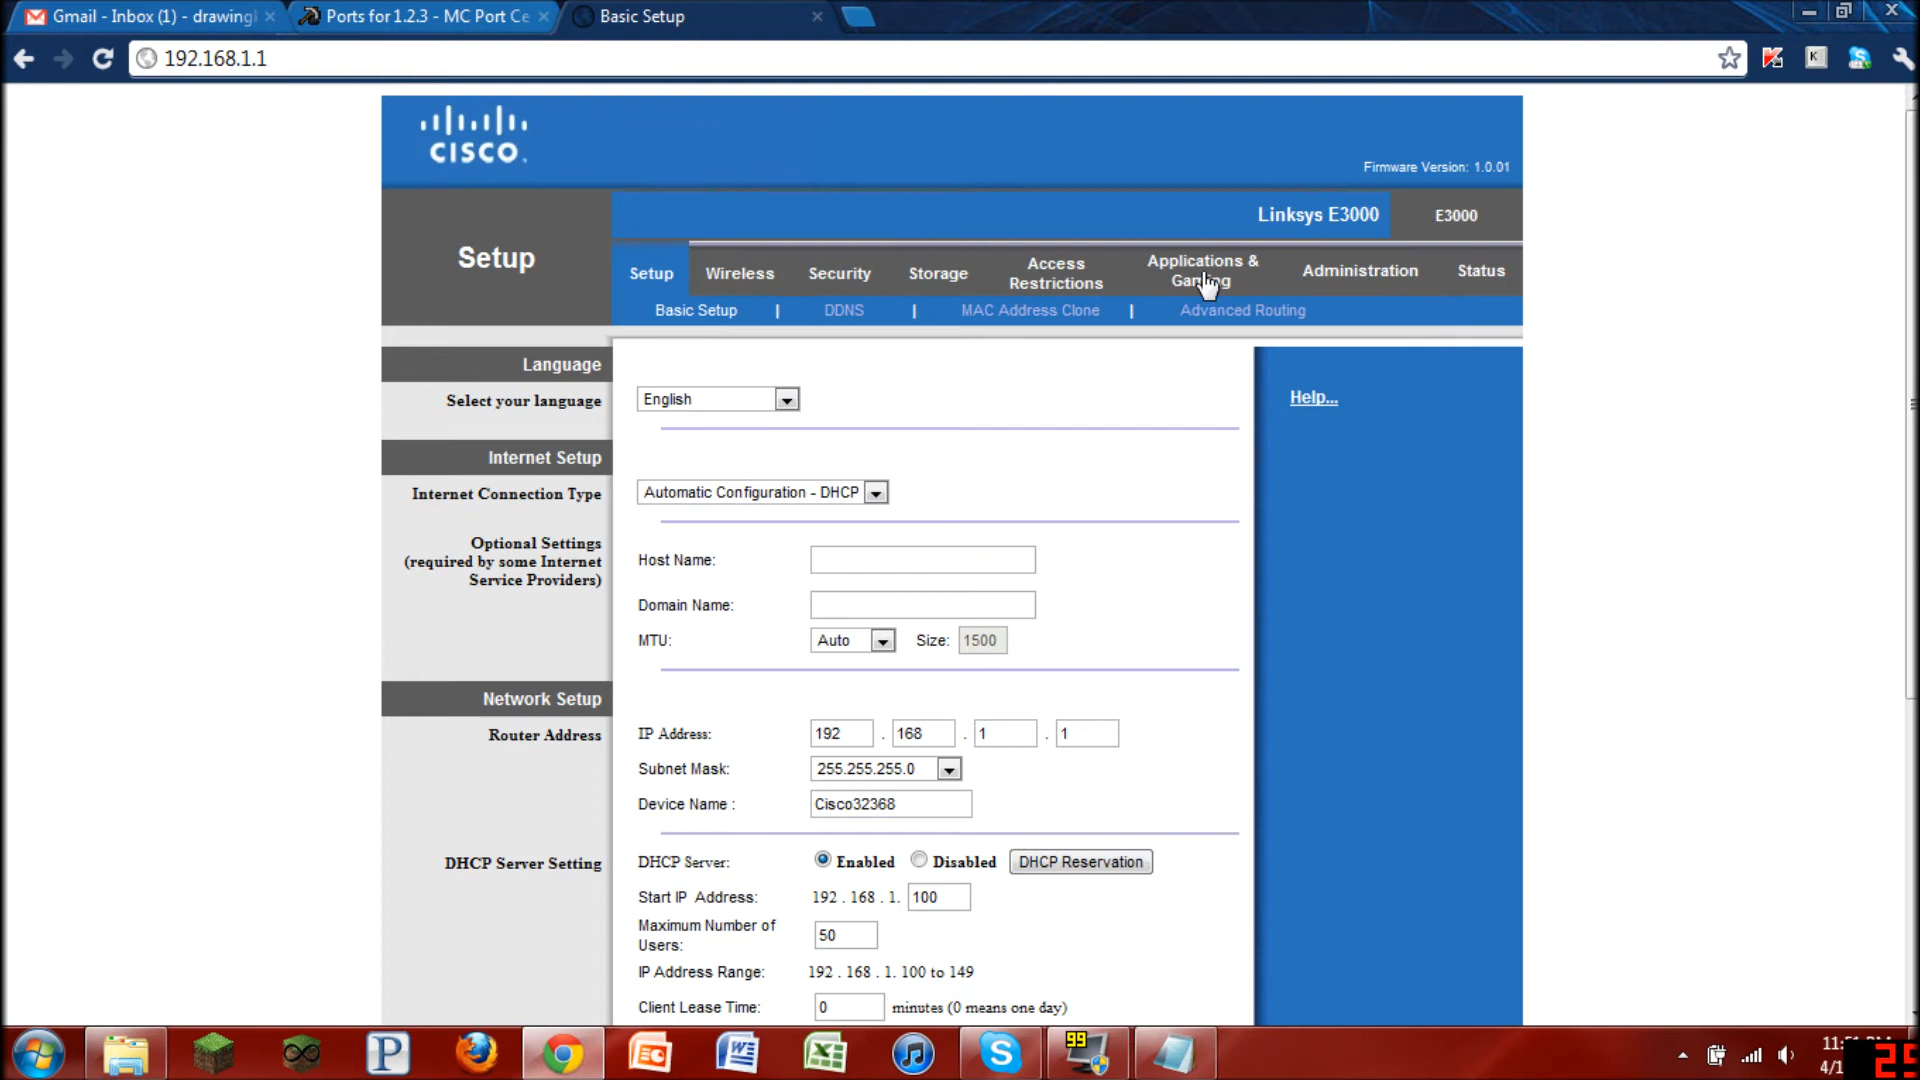 Gmail - Inbox (1) - drawing
Ports for 1.2.3 - MC Port Ce
Basic Setup
192.168.1.1
CISCO.
Firmware Version: 1.0.01
Linksys E3000
E3000
Setup
Setup
Wireless
Security
Storage
Access Restrictions
Applications & Gaming
Administration
Status
Basic Setup | DDNS | MAC Address Clone | Advanced Routing
Language
Select your language
English
Help...
Internet Setup
Internet Connection Type
Automatic Configuration - DHCP
Optional Settings
(required by some Internet
Service Providers)
Host Name:
Domain Name:
MTU: Auto Size: 1500
Network Setup
Router Address
IP Address: 192 . 168 . 1 . 1
Subnet Mask: 255.255.255.0
Device Name : Cisco32368
DHCP Server Setting
DHCP Server: Enabled Disabled DHCP Reservation
Start IP Address: 192 . 168 . 1. 100
Maximum Number of
Users: 50
IP Address Range: 192 . 168 . 1. 100 to 149
Client Lease Time: 0 minutes (0 means one day)
99